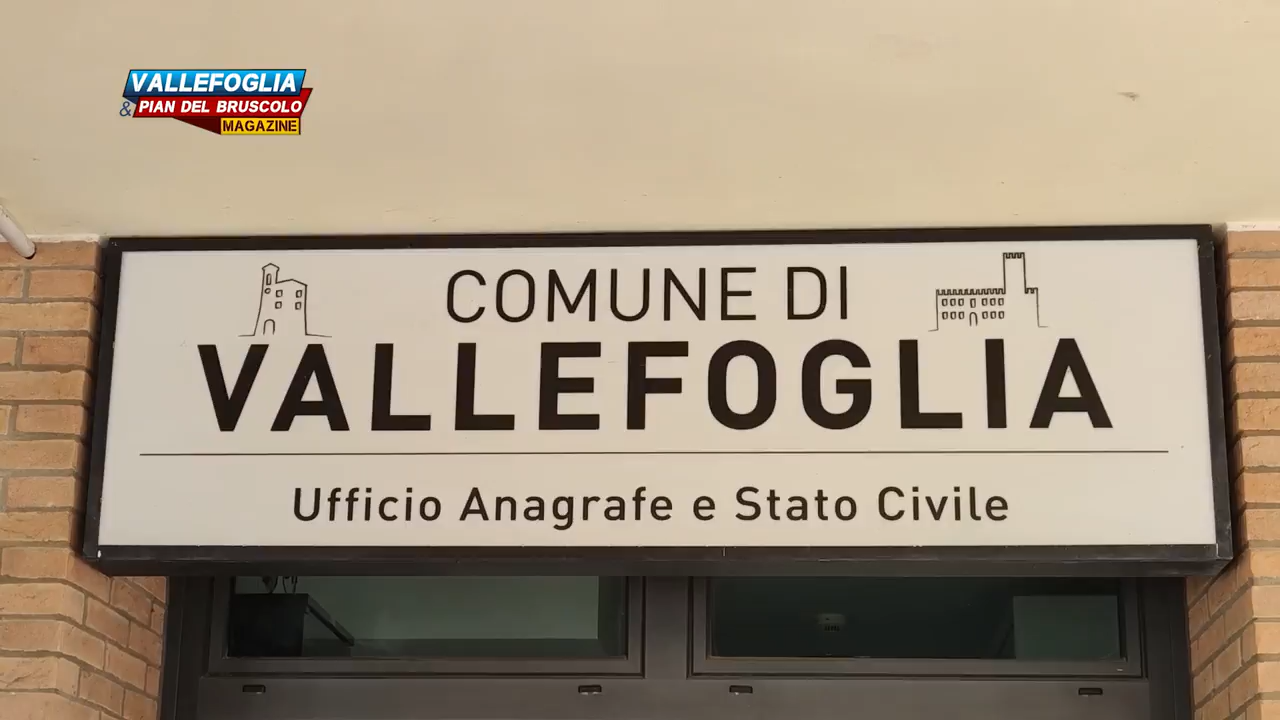 VALLEFOGLIA
& PIAN DEL BRUSCOLO
MAGAZINE
COMUNE DI
VALLEFOGLIA
Ufficio Anagrafe e Stato Civile